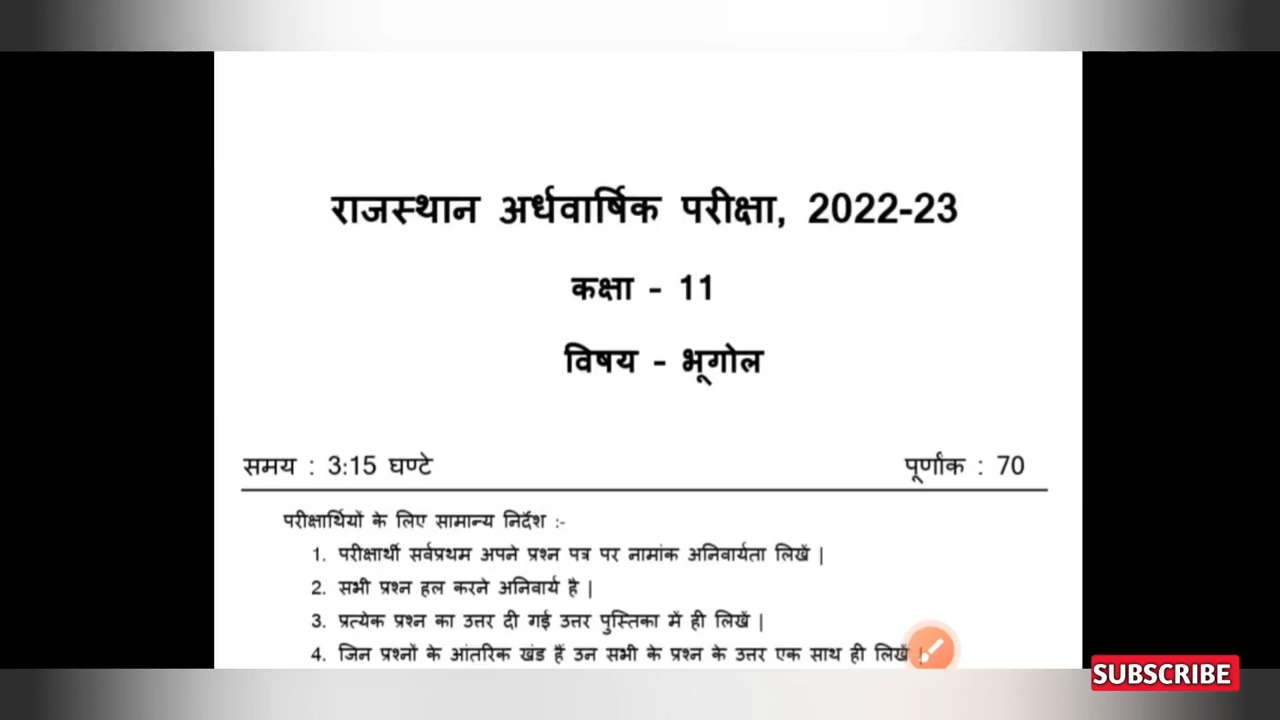 राजस्थान अर्धवार्षिक परीक्षा, 2022-23
कक्षा - 11
विषय - भूगोल
समय : 3:15 घण्टे पूर्णांक : 70
परीक्षार्थियों के लिए सामान्य निर्देश :-
1. परीक्षार्थी सर्वप्रथम अपने प्रश्न पत्र पर नामांक अनिवार्यता लिखें |
2. सभी प्रश्न हल करने अनिवार्य है |
3. प्रत्येक प्रश्न का उत्तर दी गई उत्तर पुस्तिका में ही लिखें |
4. जिन प्रश्नों के आंतरिक खंड हैं उन सभी के प्रश्न के उत्तर एक साथ ही लिखें |
SUBSCRIBE